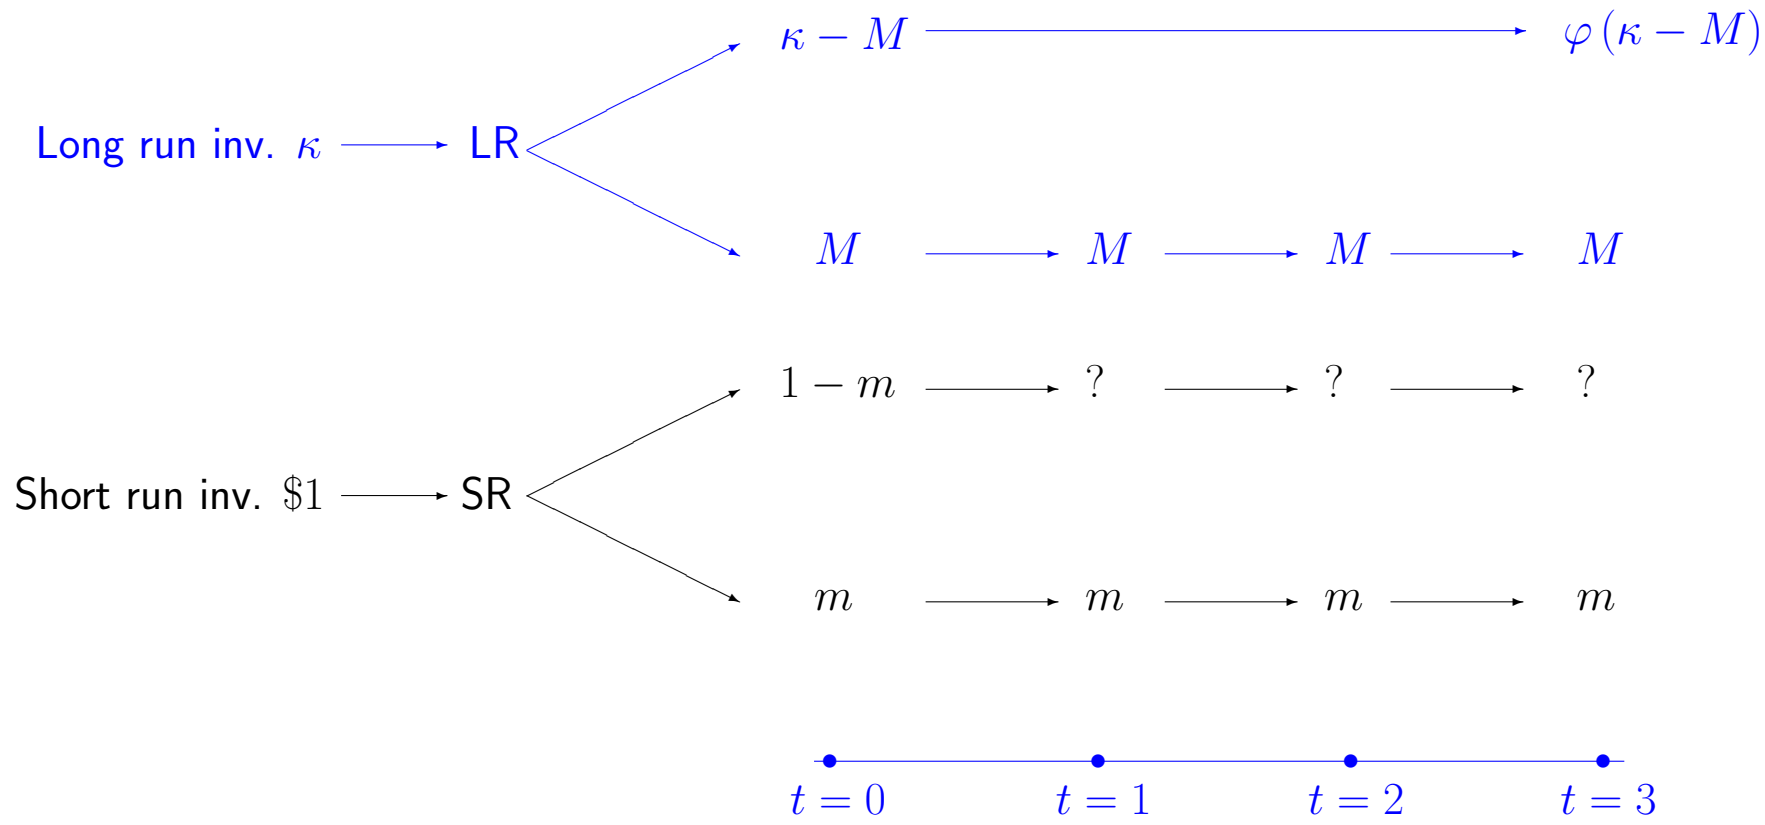 κ − M φ (κ − M)
Long run inv. κ LR
M M M M
1 − m ? ? ?
Short run inv. $1 SR
m m m m
t = 0 t = 1 t = 2 t = 3